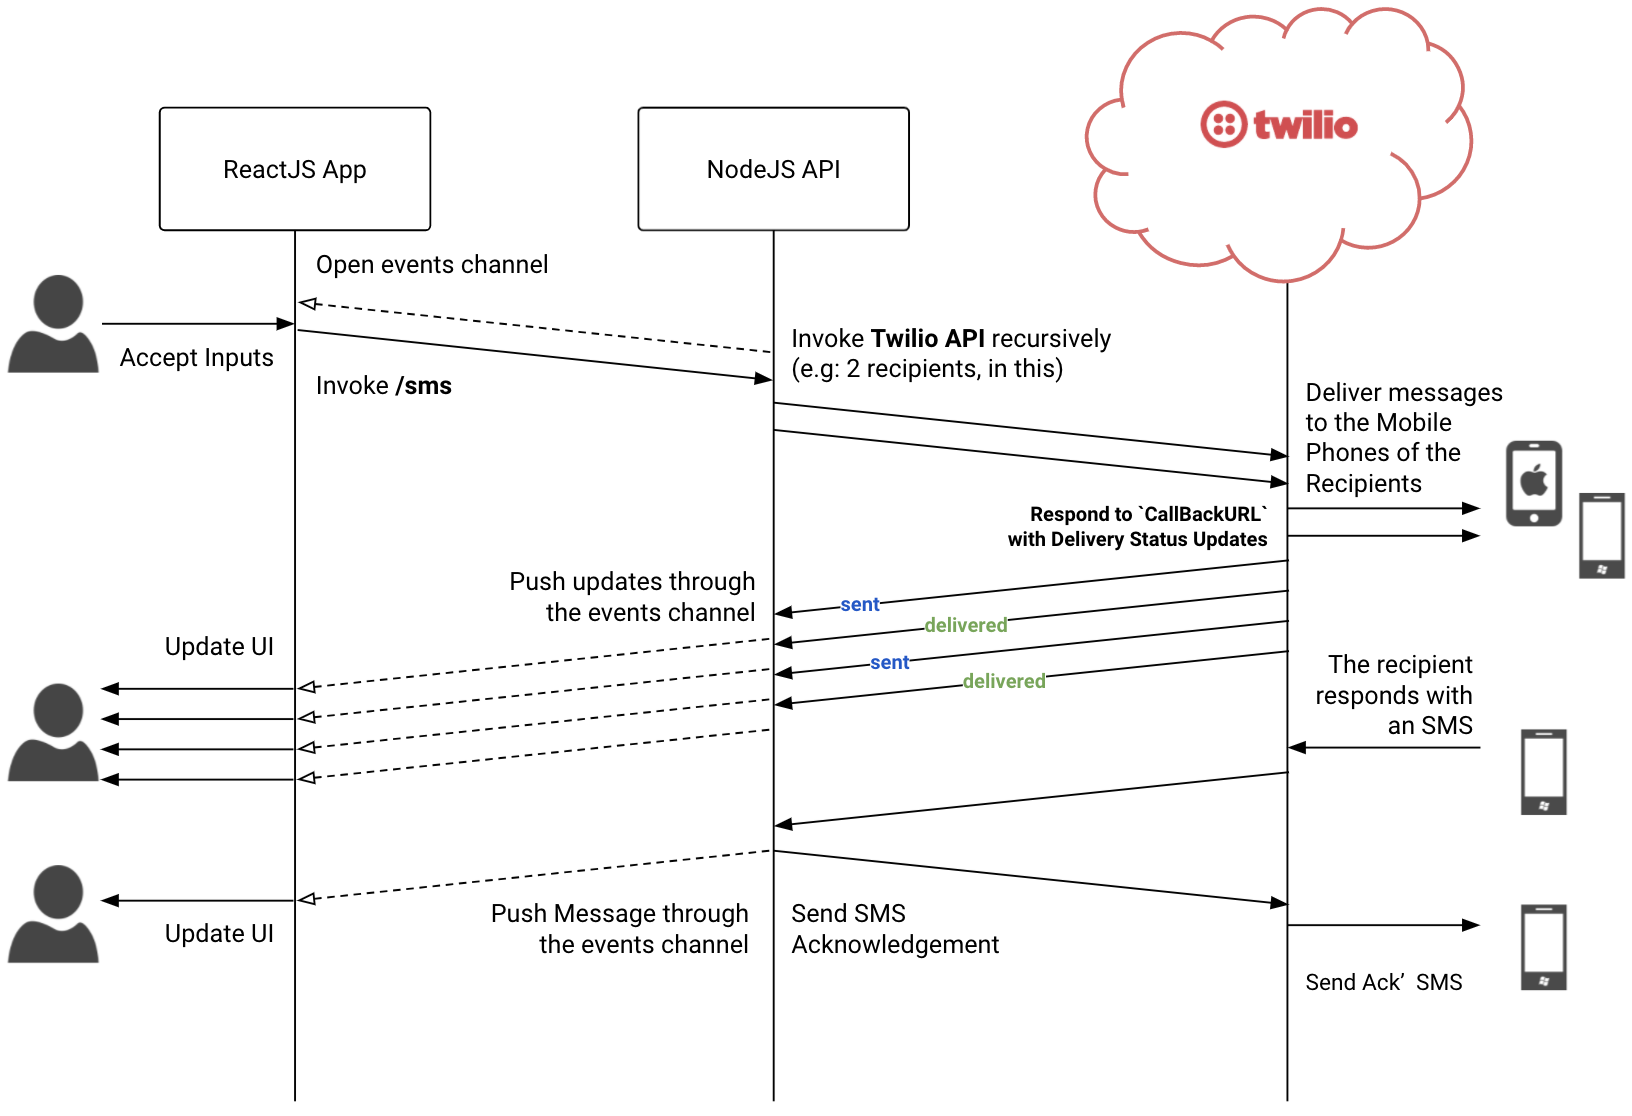 twilio
ReactJS App
NodeJS API
Open events channel
Accept Inputs
Invoke /sms
Invoke Twilio API recursively
(e.g: 2 recipients, in this)
Deliver messages
to the Mobile
Phones of the
Recipients
Respond to `CallBackURL`
with Delivery Status Updates
Push updates through
the events channel
sent
delivered
sent
delivered
Update UI
The recipient
responds with
an SMS
Push Message through
the events channel
Send SMS
Acknowledgement
Update UI
Send Ack’ SMS